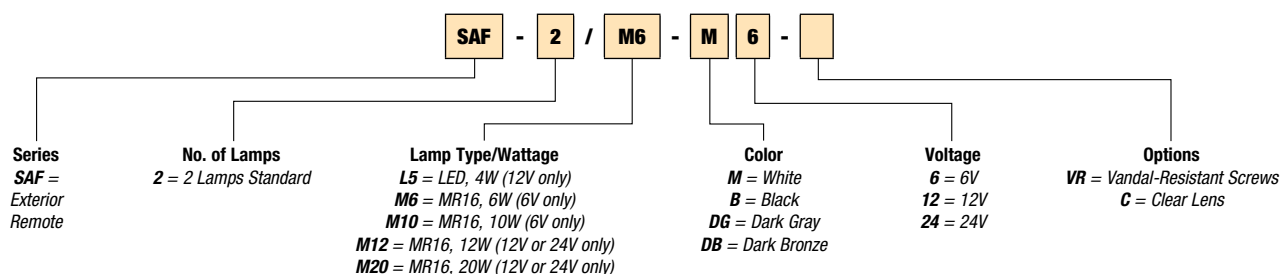 SAF - 2 / M6 - M 6 -
Series
SAF =
Exterior
Remote
No. of Lamps
2 = 2 Lamps Standard
Lamp Type/Wattage
L5 = LED, 4W (12V only)
M6 = MR16, 6W (6V only)
M10 = MR16, 10W (6V only)
M12 = MR16, 12W (12V or 24V only)
M20 = MR16, 20W (12V or 24V only)
Color
M = White
B = Black
DG = Dark Gray
DB = Dark Bronze
Voltage
6 = 6V
12 = 12V
24 = 24V
Options
VR = Vandal-Resistant Screws
C = Clear Lens